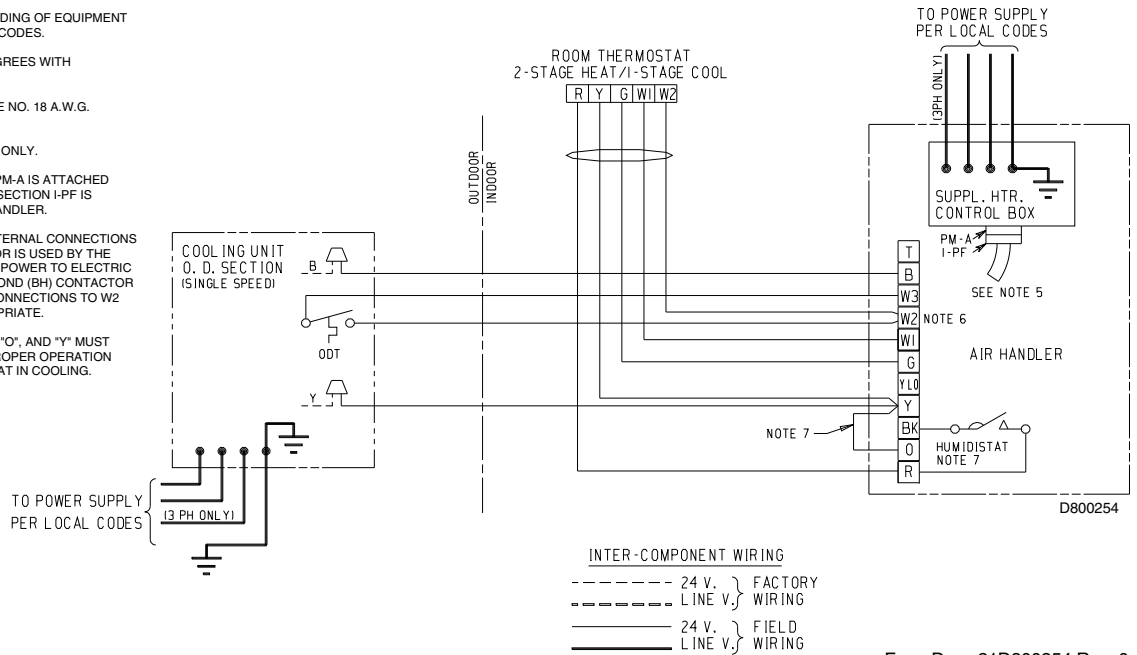 DING OF EQUIPMENT
CODES.
GREES WITH
E NO. 18 A.W.G.
ONLY.
PM-A IS ATTACHED
SECTION I-PF IS
ANDLER.
TERNAL CONNECTIONS
OR IS USED BY THE
POWER TO ELECTRIC
OND (BH) CONTACTOR
ONNECTIONS TO W2
PRIATE.
"O", AND "Y" MUST
ROPER OPERATION
AT IN COOLING.
TO POWER SUPPLY
PER LOCAL CODES
(3PH ONLY)
ROOM THERMOSTAT
2-STAGE HEAT/1-STAGE COOL
R Y G W1 W2
OUTDOOR
INDOOR
SUPPL. HTR.
CONTROL BOX
PM-A
I-PF
SEE NOTE 5
COOLING UNIT
O. D. SECTION
(SINGLE SPEED)
B
ODT
Y
T
B
W3
W2 NOTE 6
W1
G
YLO
Y
BK
O
R
AIR HANDLER
NOTE 7
HUMIDISTAT
NOTE 7
TO POWER SUPPLY
PER LOCAL CODES
(3 PH ONLY)
D800254
INTER-COMPONENT WIRING
24 V. } FACTORY
LINE V. } WIRING
24 V. } FIELD
LINE V. } WIRING